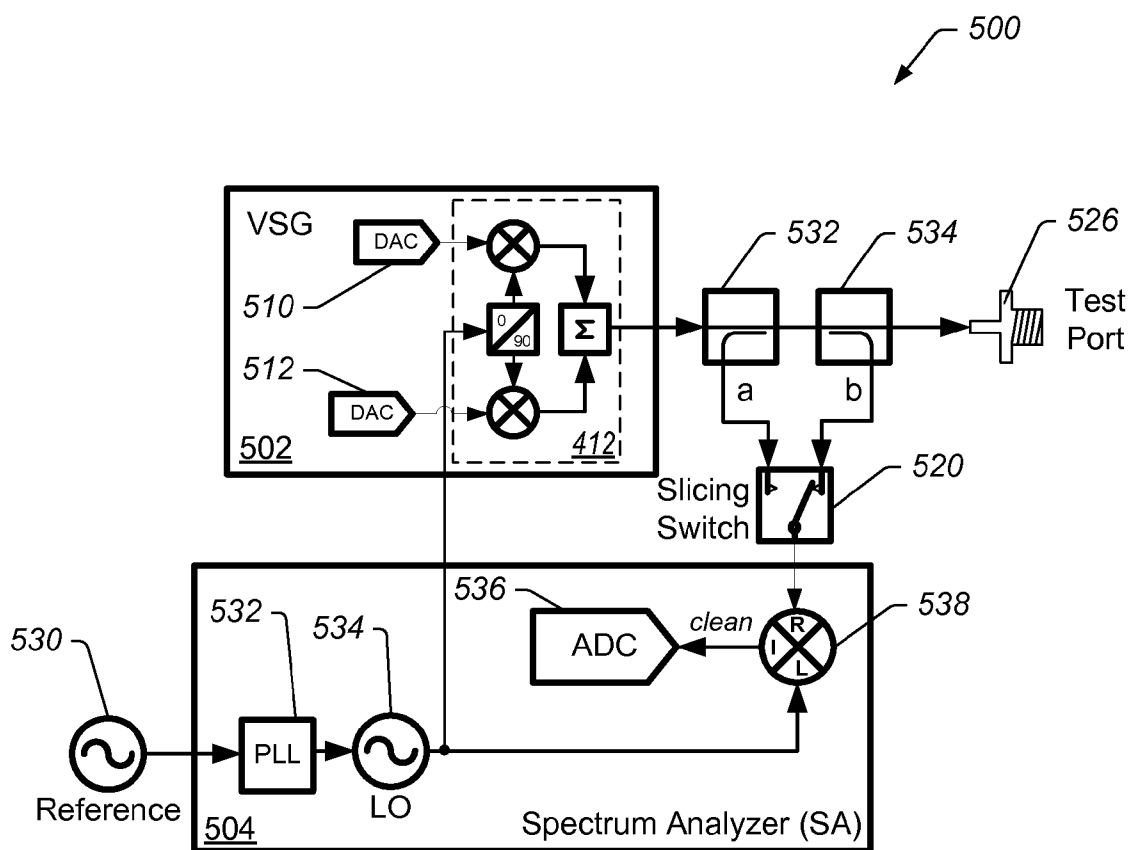 500
VSG
DAC
510
0
90
Σ
512
DAC
502
412
532
534
526
Test
Port
a
b
Slicing
Switch
520
536
ADC
clean
R
I
L
538
530
532
534
PLL
Reference
LO
504
Spectrum Analyzer (SA)